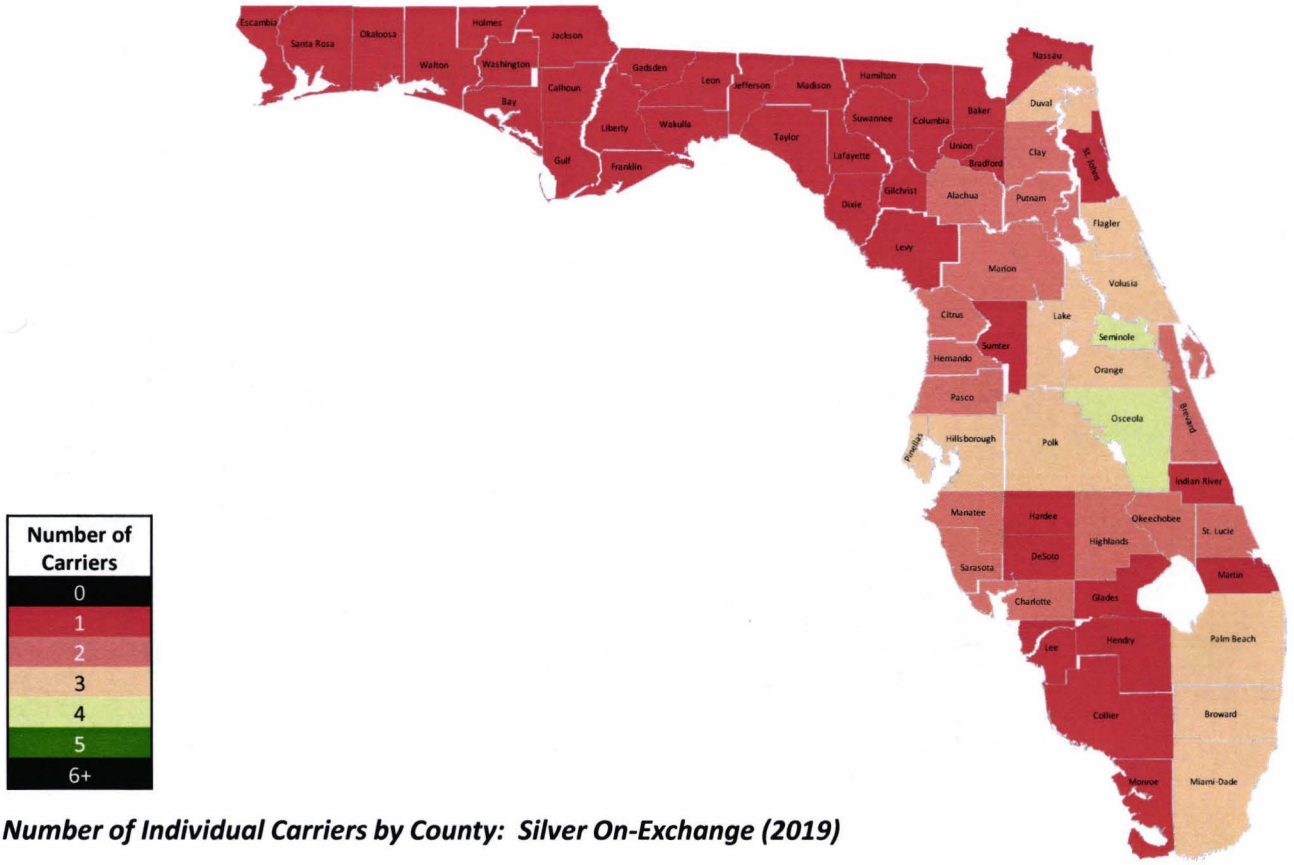 Escambia
Santa Rosa
Okaloosa
Walton
Holmes
Washington
Jackson
Bay
Calhoun
Gulf
Gadsden
Liberty
Franklin
Leon
Wakulla
Jefferson
Madison
Taylor
Hamilton
Suwannee
Lafayette
Dixie
Columbia
Gilchrist
Levy
Baker
Union
Bradford
Nassau
Duval
Clay
St. Johns
Alachua
Putnam
Flagler
Marion
Volusia
Citrus
Sumter
Lake
Seminole
Hernando
Orange
Pasco
Osceola
Brevard
Pinellas
Hillsborough
Polk
Indian River
Manatee
Hardee
Highlands
Okeechobee
St. Lucie
Sarasota
DeSoto
Martin
Charlotte
Glades
Lee
Hendry
Palm Beach
Collier
Broward
Monroe
Miami-Dade
Number of
Carriers
0
1
2
3
4
5
6+
Number of Individual Carriers by County: Silver On-Exchange (2019)